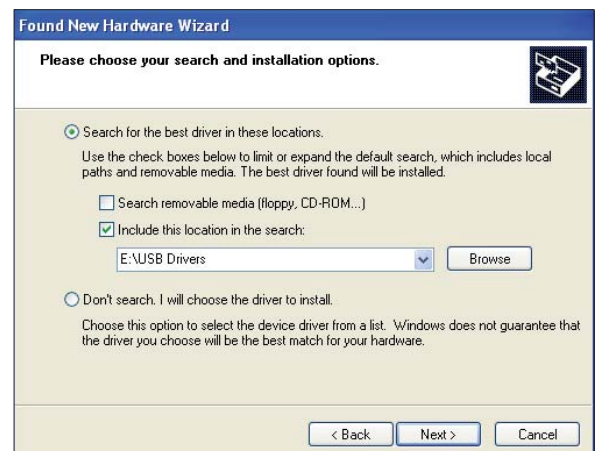 Found New Hardware Wizard
Please choose your search and installation options.
Search for the best driver in these locations.
Use the check boxes below to limit or expand the default search, which includes local
paths and removable media. The best driver found will be installed.
Search removable media (floppy, CD-ROM...)
Include this location in the search:
E:\USB Drivers
Browse
Don't search. I will choose the driver to install.
Choose this option to select the device driver from a list. Windows does not guarantee that
the driver you choose will be the best match for your hardware.
< Back Next > Cancel